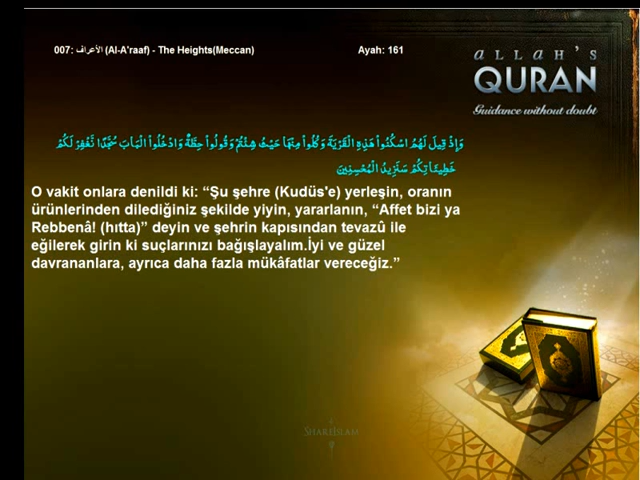 007: الأعراف (Al-A'raaf) - The Heights(Meccan) Ayah: 161
ALLAH'S
QURAN
Guidance without doubt
وَإِذْ قِيلَ لَهُمُ اسْكُنُواْ هَذِهِ الْقَرْيَةَ وَكُلُواْ مِنْهَا حَيْثُ شِئْتُمْ وَقُولُواْ حِطَّةٌ وَادْخُلُواْ الْبَابَ سُجَّدًا نَّغْفِرْ لَكُمْ
خَطِيئَاتِكُمْ سَنَزِيدُ الْمُحْسِنِينَ
O vakit onlara denildi ki: “Şu şehre (Kudüs'e) yerleşin, oranın
ürünlerinden dilediğiniz şekilde yiyin, yararlanın, “Affet bizi ya
Rebbenâ! (hıtta)” deyin ve şehrin kapısından tevazû ile
eğilerek girin ki suçlarınızı bağışlayalım.İyi ve güzel
davrananlara, ayrıca daha fazla mükâfatlar vereceğiz.”
SHAREISLAM